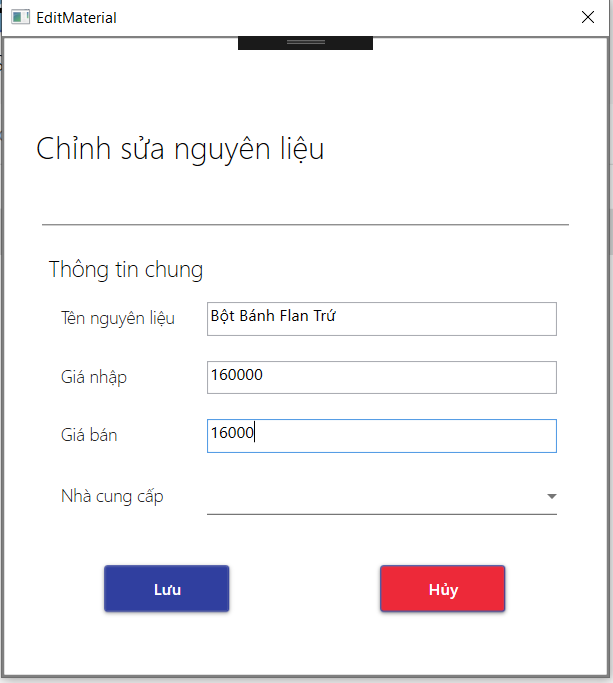 EditMaterial
Chỉnh sửa nguyên liệu
Thông tin chung
Tên nguyên liệu Bột Bánh Flan Trứ
Giá nhập 160000
Giá bán 16000
Nhà cung cấp
Lưu Hủy